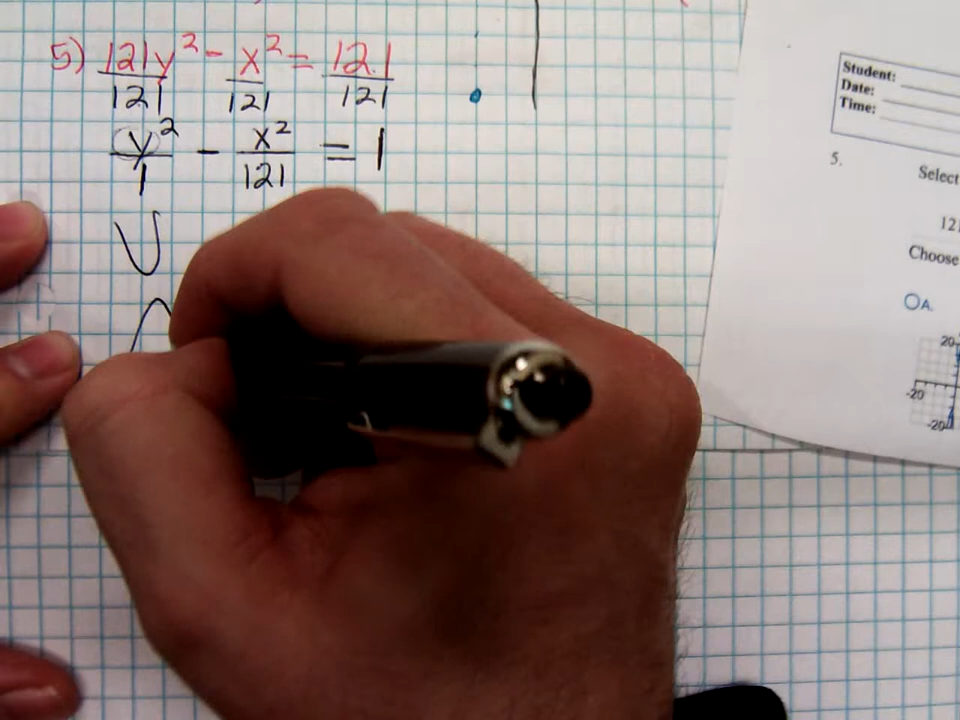 5) 121y² - x² = 121
121 121 121
y² - x² = 1
1 121
Student:
Date:
Time:
5.
Select
121
Choose
A.
20
-20
-20